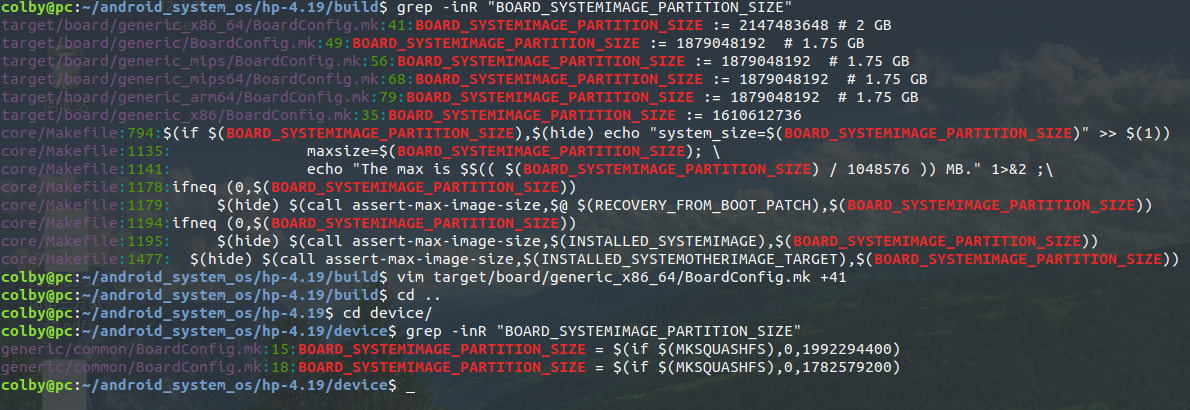 colby@pc:~/android_system_os/hp-4.19/build$ grep -inR "BOARD_SYSTEMIMAGE_PARTITION_SIZE"
target/board/generic_x86_64/BoardConfig.mk:41:BOARD_SYSTEMIMAGE_PARTITION_SIZE := 2147483648 # 2 GB
target/board/generic/BoardConfig.mk:49:BOARD_SYSTEMIMAGE_PARTITION_SIZE := 1879048192  # 1.75 GB
target/board/generic_mips/BoardConfig.mk:56:BOARD_SYSTEMIMAGE_PARTITION_SIZE := 1879048192  # 1.75 GB
target/board/generic_mips64/BoardConfig.mk:68:BOARD_SYSTEMIMAGE_PARTITION_SIZE := 1879048192  # 1.75 GB
target/board/generic_arm64/BoardConfig.mk:79:BOARD_SYSTEMIMAGE_PARTITION_SIZE := 1879048192  # 1.75 GB
target/board/generic_x86/BoardConfig.mk:35:BOARD_SYSTEMIMAGE_PARTITION_SIZE := 1610612736
core/Makefile:794:$(if $(BOARD_SYSTEMIMAGE_PARTITION_SIZE),$(hide) echo "system_size=$(BOARD_SYSTEMIMAGE_PARTITION_SIZE)" >> $(1))
core/Makefile:1135:               maxsize=$(BOARD_SYSTEMIMAGE_PARTITION_SIZE); \
core/Makefile:1141:               echo "The max is $$(( $(BOARD_SYSTEMIMAGE_PARTITION_SIZE) / 1048576 )) MB." 1>&2 ;\
core/Makefile:1178:ifneq (0,$(BOARD_SYSTEMIMAGE_PARTITION_SIZE))
core/Makefile:1179:     $(hide) $(call assert-max-image-size,$@ $(RECOVERY_FROM_BOOT_PATCH),$(BOARD_SYSTEMIMAGE_PARTITION_SIZE))
core/Makefile:1194:ifneq (0,$(BOARD_SYSTEMIMAGE_PARTITION_SIZE))
core/Makefile:1195:     $(hide) $(call assert-max-image-size,$(INSTALLED_SYSTEMIMAGE),$(BOARD_SYSTEMIMAGE_PARTITION_SIZE))
core/Makefile:1477:  $(hide) $(call assert-max-image-size,$(INSTALLED_SYSTEMOTHERIMAGE_TARGET),$(BOARD_SYSTEMIMAGE_PARTITION_SIZE))
colby@pc:~/android_system_os/hp-4.19/build$ vim target/board/generic_x86_64/BoardConfig.mk +41
colby@pc:~/android_system_os/hp-4.19/build$ cd ..
colby@pc:~/android_system_os/hp-4.19$ cd device/
colby@pc:~/android_system_os/hp-4.19/device$ grep -inR "BOARD_SYSTEMIMAGE_PARTITION_SIZE"
generic/common/BoardConfig.mk:15:BOARD_SYSTEMIMAGE_PARTITION_SIZE = $(if $(MKSQUASHFS),0,1992294400)
generic/common/BoardConfig.mk:18:BOARD_SYSTEMIMAGE_PARTITION_SIZE = $(if $(MKSQUASHFS),0,1782579200)
colby@pc:~/android_system_os/hp-4.19/device$ _